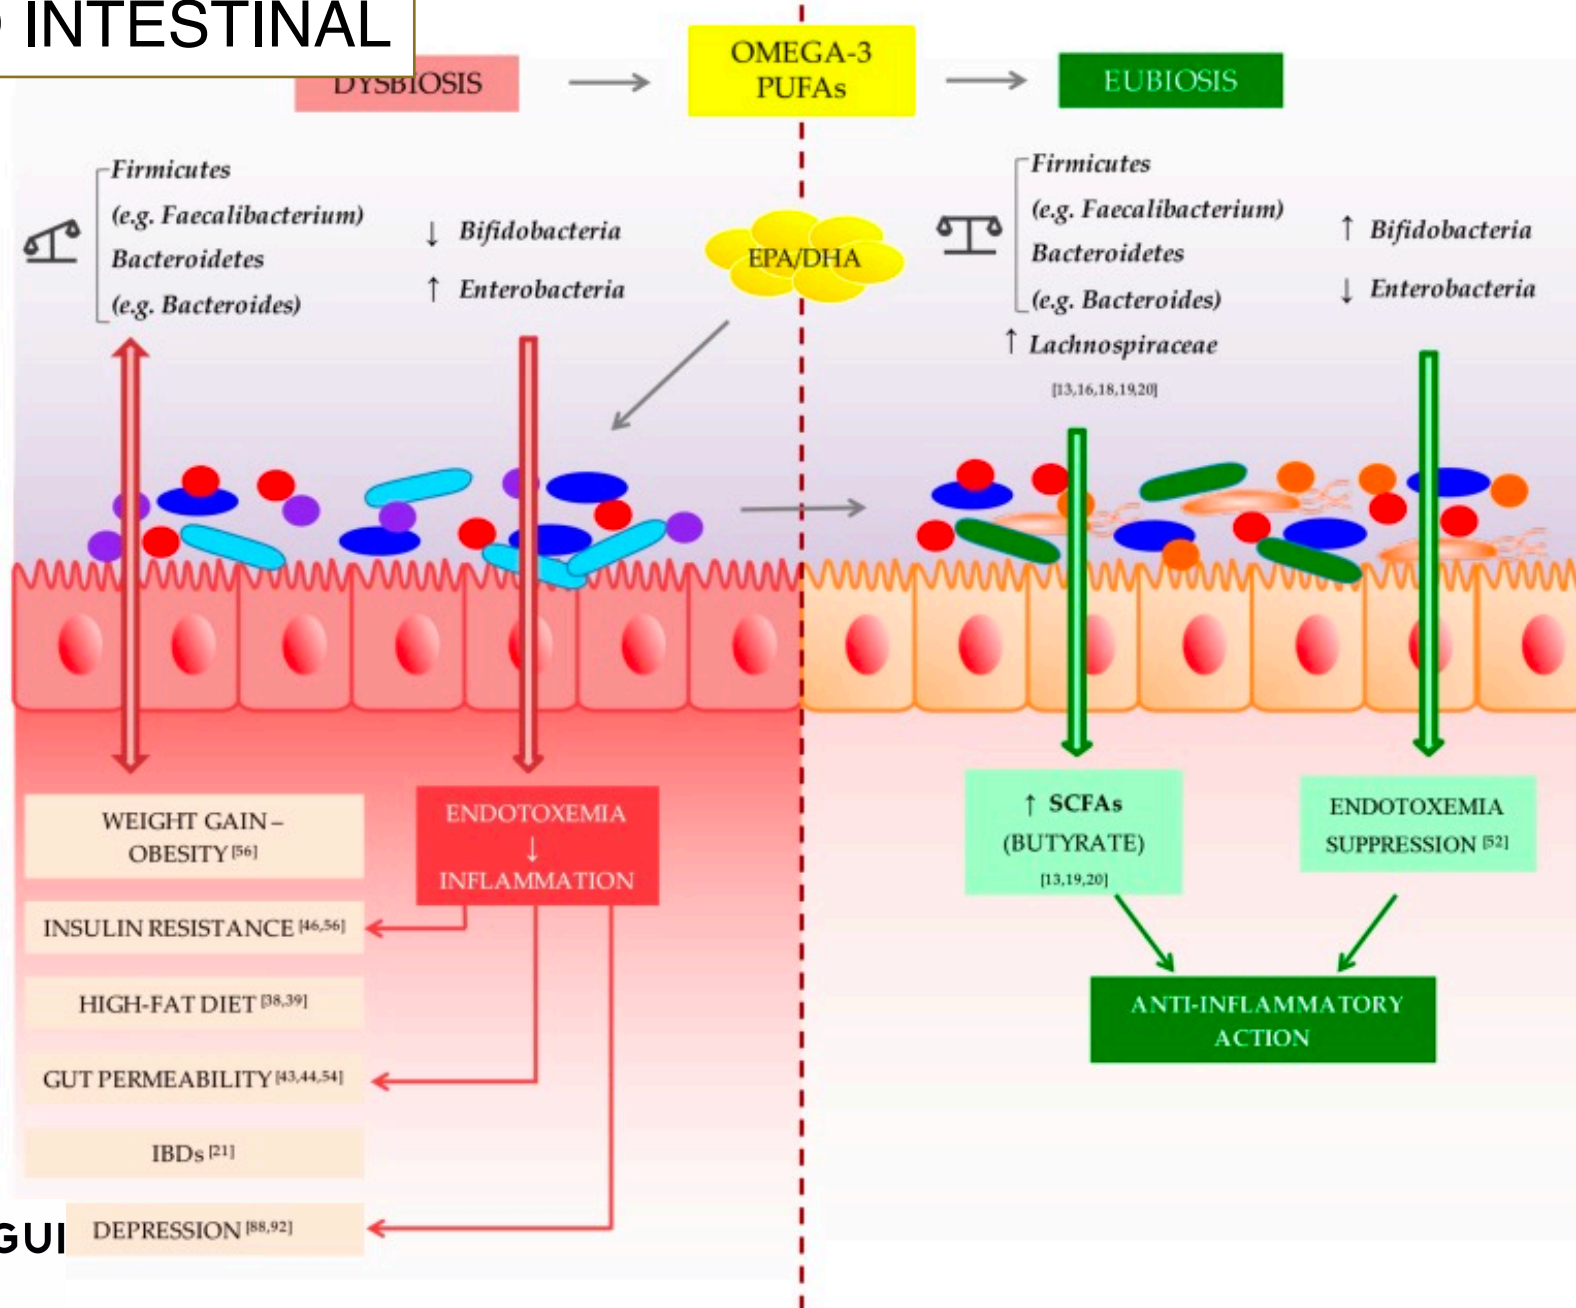 INTESTINAL
DYSBIOSIS
OMEGA-3
PUFAs
EUBIOSIS
Firmicutes
(e.g. Faecalibacterium)
Bacteroidetes
(e.g. Bacteroides)
↓ Bifidobacteria
↑ Enterobacteria
EPA/DHA
Firmicutes
(e.g. Faecalibacterium)
Bacteroidetes
(e.g. Bacteroides)
↑ Lachnospiraceae
[13,16,18,19,20]
↑ Bifidobacteria
↓ Enterobacteria
WEIGHT GAIN –
OBESITY [56]
INSULIN RESISTANCE [46,56]
HIGH-FAT DIET [38,39]
GUT PERMEABILITY [43,44,54]
IBDs [21]
DEPRESSION [88,92]
ENDOTOXEMIA
↓
INFLAMMATION
↑ SCFAs
(BUTYRATE)
[13,19,20]
ENDOTOXEMIA
SUPPRESSION [52]
ANTI-INFLAMMATORY
ACTION